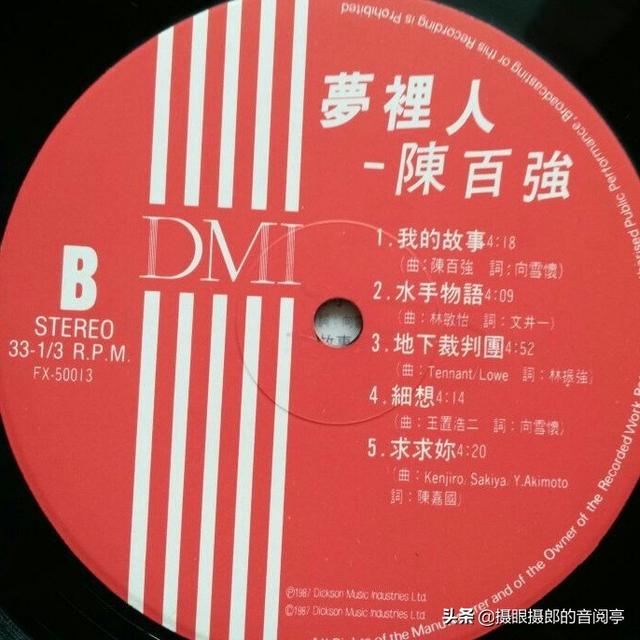 夢裡人
-陳百強
DMI
B
STEREO
33-1/3 R.P.M.
FX-50013
1.我的故事4:18
(曲:陳百強 詞:向雪懷)
2.水手物語4:09
(曲:林敏怡 詞:文井一)
3.地下裁判團4:52
(曲:Tennant/Lowe 詞:林振強)
4.細想4:14
(曲:玉置浩二 詞:向雪懷)
5.求求妳4:20
(曲:Kenjiro/Sakiya/Y.Akimoto
詞:陳嘉國)
故事
℗1987 Dickson Music Industries Ltd.
©1987 Dickson Music Industries Ltd.
of the Manufacturer and of the Owner of the Recorded Work
Public Performance, Broadcasting of this Recording is Prohibited
头条 @摄眼摄郎的音阅亭